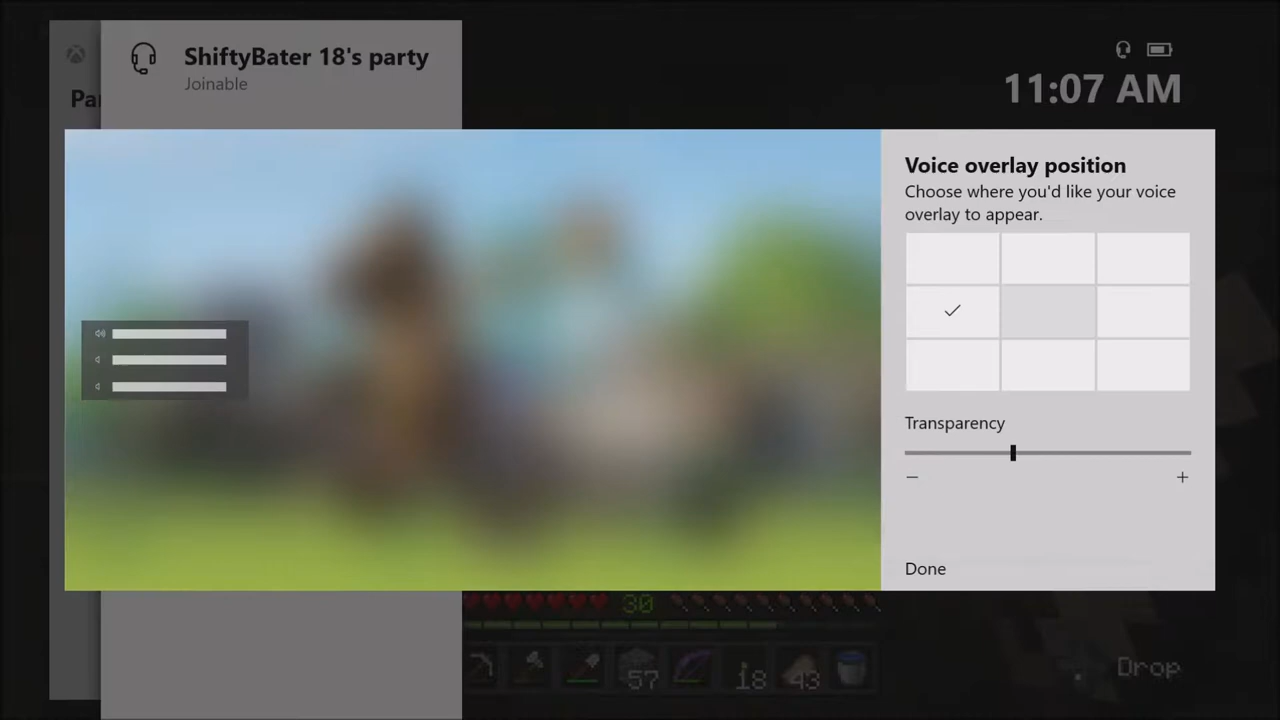 ShiftyBater 18's party
Joinable
Par
11:07 AM
Voice overlay position
Choose where you'd like your voice
overlay to appear.
Transparency
Done
30
57
18
43
Drop